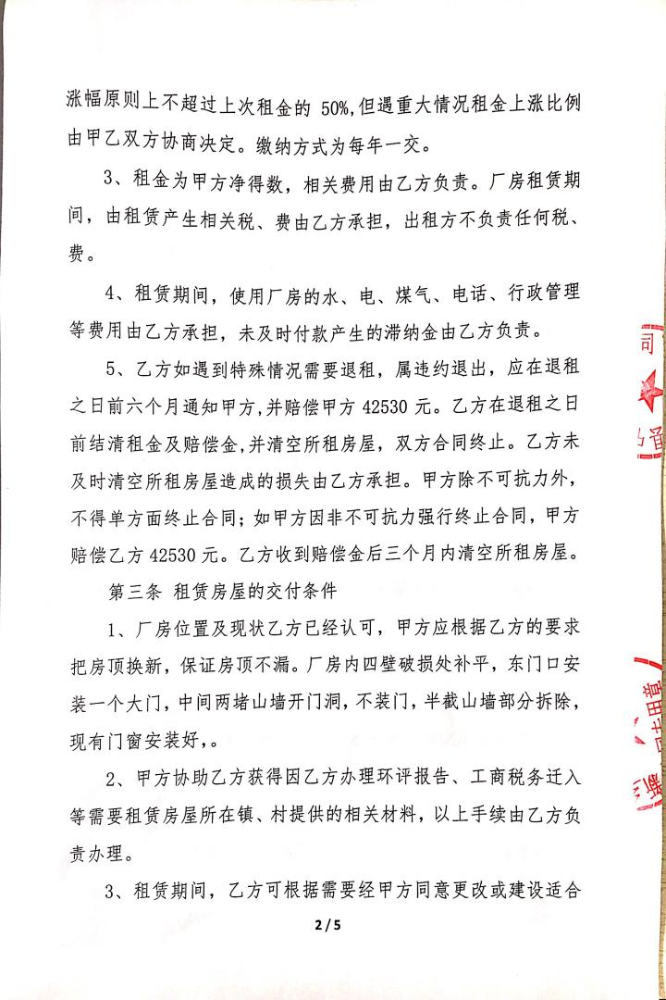 涨幅原则上不超过上次租金的 50%,但遇重大情况租金上涨比例
由甲乙双方协商决定。缴纳方式为每年一交。
3、租金为甲方净得数，相关费用由乙方负责。厂房租赁期
间，由租赁产生相关税、费由乙方承担，出租方不负责任何税、
费。
4、租赁期间，使用厂房的水、电、煤气、电话、行政管理
等费用由乙方承担，未及时付款产生的滞纳金由乙方负责。
5、乙方如遇到特殊情况需要退租，属违约退出，应在退租
之日前六个月通知甲方,并赔偿甲方 42530 元。乙方在退租之日
前结清租金及赔偿金,并清空所租房屋，双方合同终止。乙方未
及时清空所租房屋造成的损失由乙方承担。甲方除不可抗力外，
不得单方面终止合同；如甲方因非不可抗力强行终止合同，甲方
赔偿乙方 42530 元。乙方收到赔偿金后三个月内清空所租房屋。
第三条 租赁房屋的交付条件
1、厂房位置及现状乙方已经认可，甲方应根据乙方的要求
把房顶换新，保证房顶不漏。厂房内四壁破损处补平，东门口安
装一个大门，中间两堵山墙开门洞，不装门，半截山墙部分拆除，
现有门窗安装好，。
2、甲方协助乙方获得因乙方办理环评报告、工商税务迁入
等需要租赁房屋所在镇、村提供的相关材料，以上手续由乙方负
责办理。
3、租赁期间，乙方可根据需要经甲方同意更改或建设适合
2 / 5
同
章
新